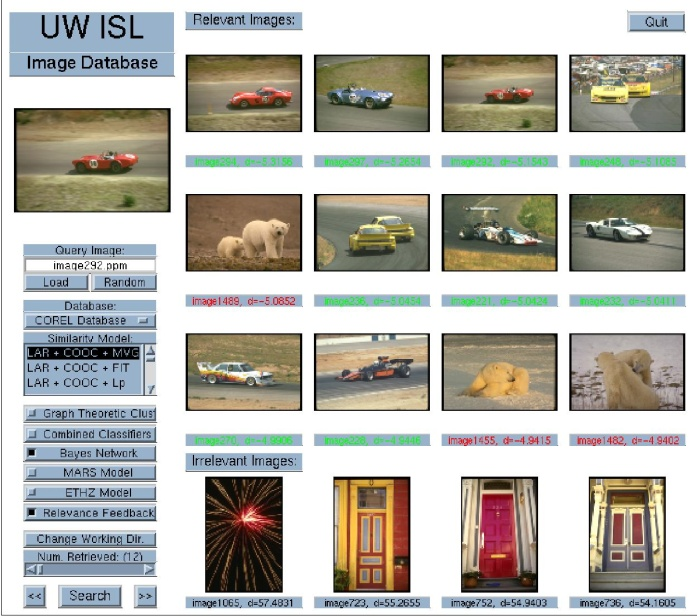 UW ISL
Image Database
Query Image:
image292.ppm
Load Random
Database:
COREL Database
Similarity Model:
LAR + COOC + MVG
LAR + COOC + FIT
LAR + COOC + Lp
Graph Theoretic Clust
Combined Classifiers
Bayes Network
MARS Model
ETHZ Model
Relevance Feedback
Change Working Dir.
Num. Retrieved: (12)
<< Search >>
Relevant Images:
Quit
image294, d=-5.3156
image297, d=-5.2634
image292, d=-5.1543
image246, d=-5.1085
image1489, d=-5.0852
image236, d=-5.0454
image221, d=-5.0424
image232, d=-5.0411
image270, d=-4.9906
image228, d=-4.9446
image1455, d=-4.9415
image1482, d=-4.9402
Irrelevant Images:
image1065, d=57.4831
image723, d=55.2655
image752, d=54.9403
image736, d=54.1605